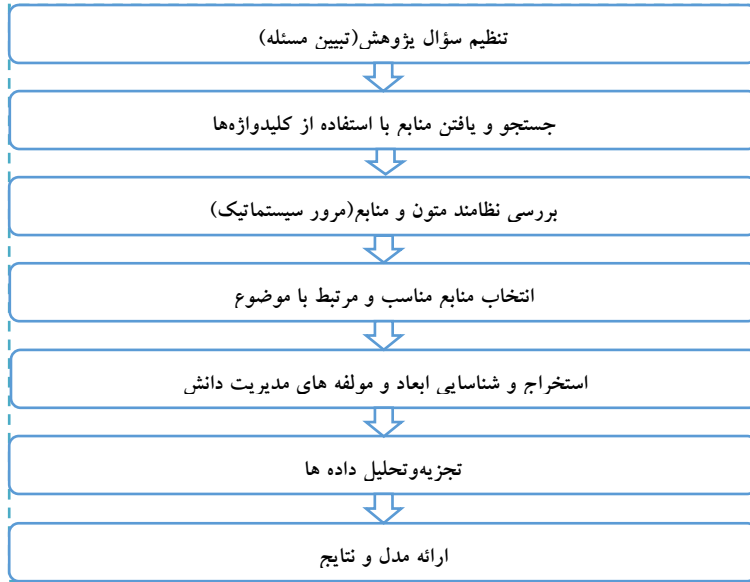 تنظیم سؤال پژوهش(تبیین مسئله)
جستجو و یافتن منابع با استفاده از کلیدواژه‌ها
بررسی نظامند متون و منابع(مرور سیستماتیک)
انتخاب منابع مناسب و مرتبط با موضوع
استخراج و شناسایی ابعاد و مولفه های مدیریت دانش
تجزیه‌وتحلیل داده ها
ارائه مدل و نتایج